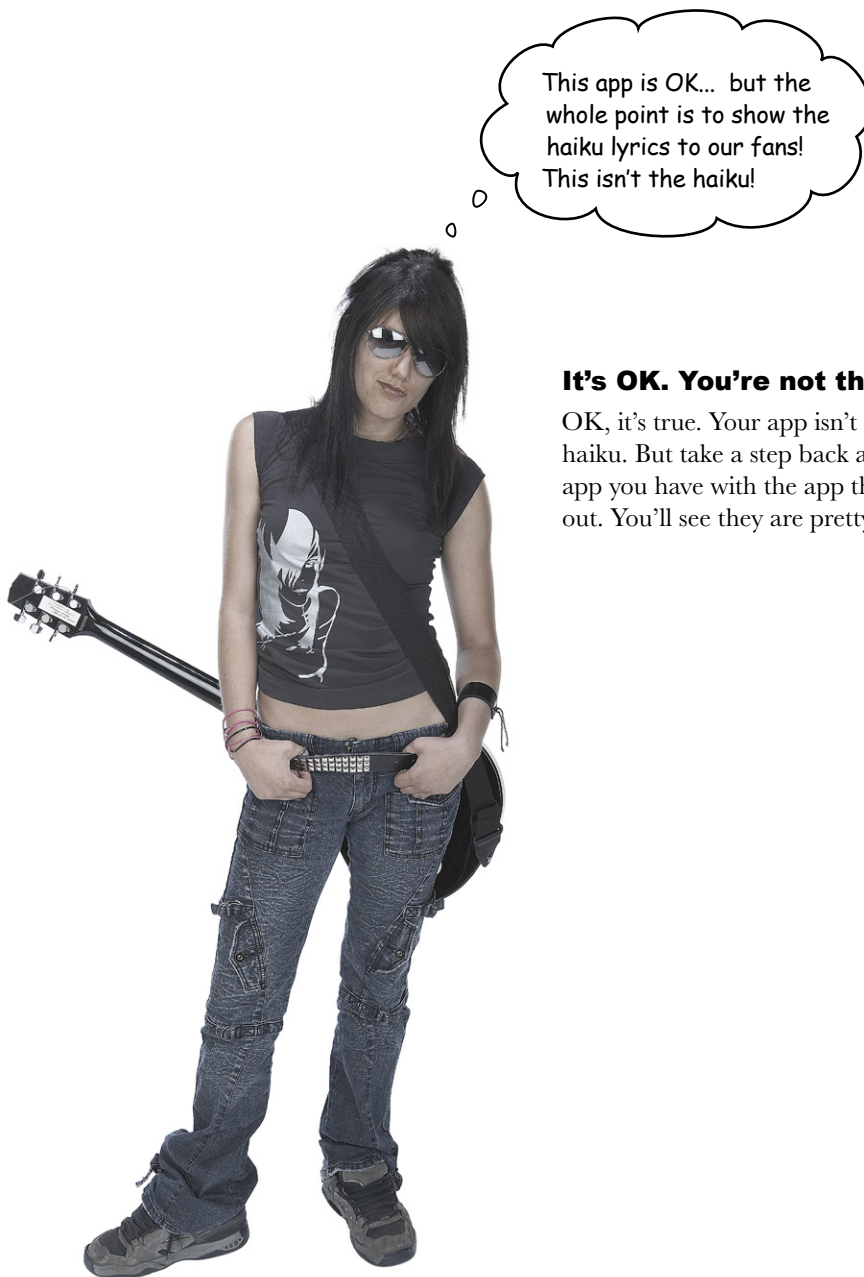 This app is OK... but the
whole point is to show the
haiku lyrics to our fans!
This isn't the haiku!
It's OK. You're not th
OK, it's true. Your app isn't
haiku. But take a step back a
app you have with the app th
out. You'll see they are pretty